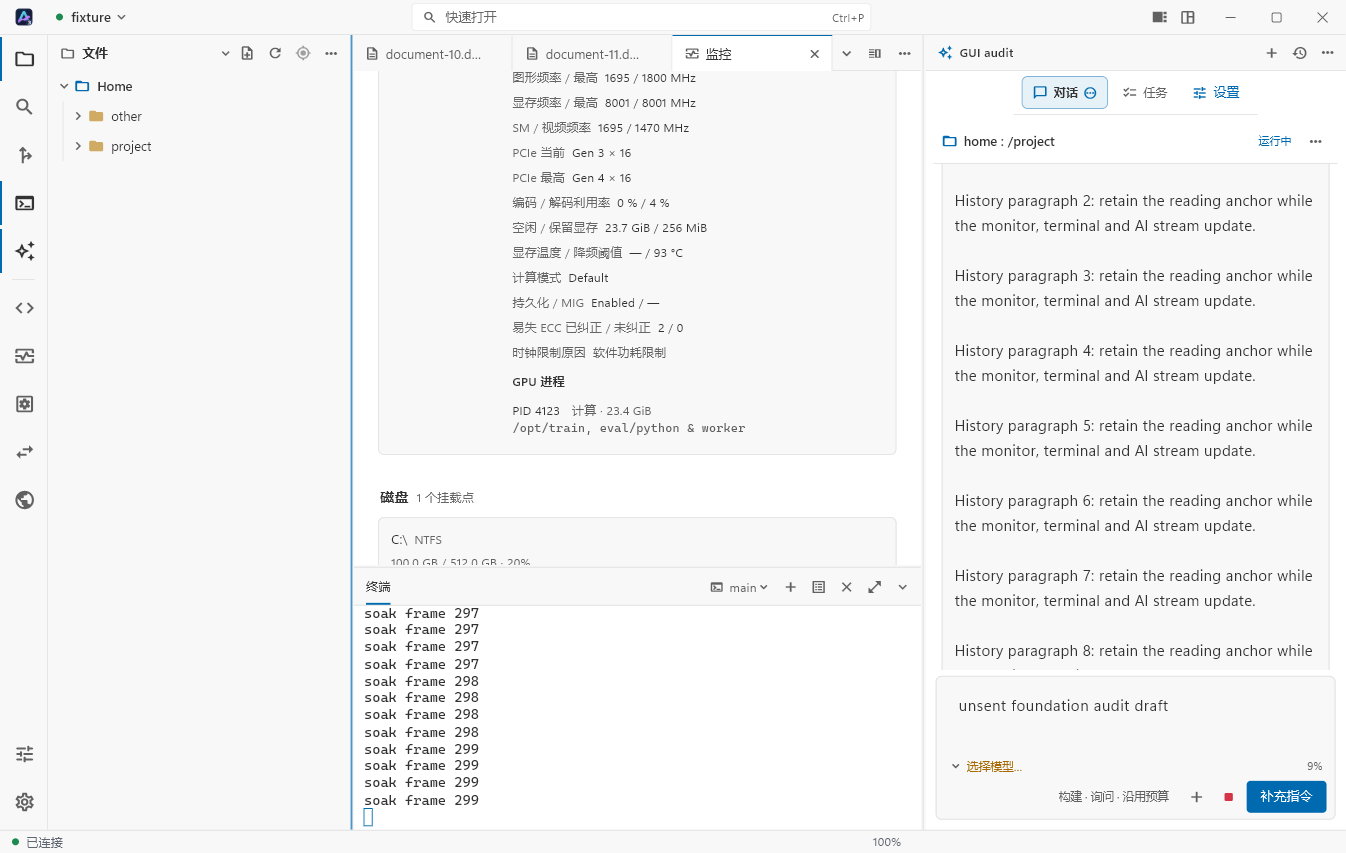 fixture
快速打开
Ctrl+P
文件
Home
other
project
document-10.d...
document-11.d...
监控
图形频率 / 最高 1695 / 1800 MHz
显存频率 / 最高 8001 / 8001 MHz
SM / 视频频率 1695 / 1470 MHz
PCIe 当前 Gen 3 × 16
PCIe 最高 Gen 4 × 16
编码 / 解码利用率 0 % / 4 %
空闲 / 保留显存 23.7 GiB / 256 MiB
显存温度 / 降频阈值 — / 93 °C
计算模式 Default
持久化 / MIG Enabled / —
易失 ECC 已纠正 / 未纠正 2 / 0
时钟限制原因 软件功耗限制
GPU 进程
PID 4123 计算 · 23.4 GiB
/opt/train, eval/python & worker
磁盘 1 个挂载点
C:\ NTFS
100.0 GB / 512.0 GB · 20%
终端
main
soak frame 297
soak frame 297
soak frame 297
soak frame 297
soak frame 298
soak frame 298
soak frame 298
soak frame 298
soak frame 299
soak frame 299
soak frame 299
soak frame 299
GUI audit
对话
任务
设置
home : /project
运行中
History paragraph 2: retain the reading anchor while
the monitor, terminal and AI stream update.
History paragraph 3: retain the reading anchor while
the monitor, terminal and AI stream update.
History paragraph 4: retain the reading anchor while
the monitor, terminal and AI stream update.
History paragraph 5: retain the reading anchor while
the monitor, terminal and AI stream update.
History paragraph 6: retain the reading anchor while
the monitor, terminal and AI stream update.
History paragraph 7: retain the reading anchor while
the monitor, terminal and AI stream update.
History paragraph 8: retain the reading anchor while
unsent foundation audit draft
选择模型...
9%
构建 · 询问 · 沿用预算
补充指令
已连接
100%